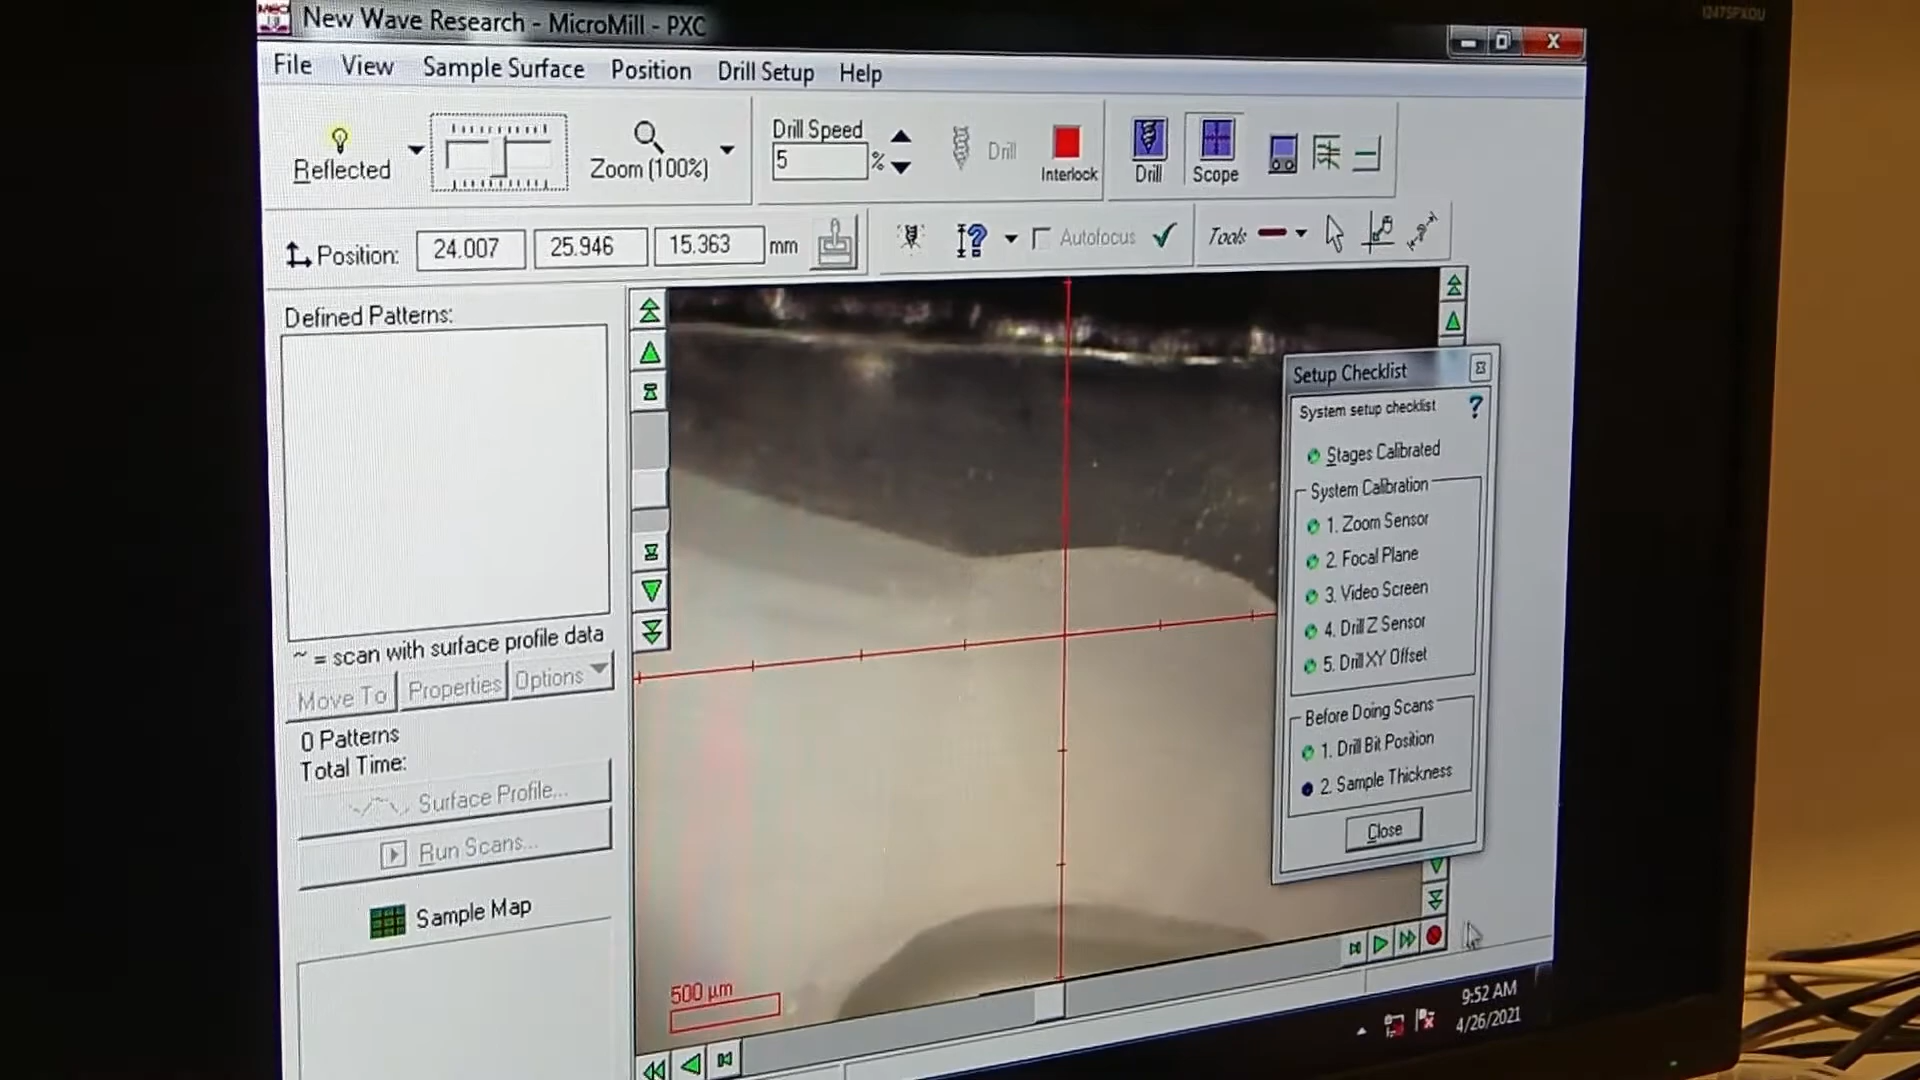 X247SPXDU
New Wave Research - MicroMill - PXC
File View Sample Surface Position Drill Setup Help
Reflected
Zoom (100%)
Drill Speed
5 %
Drill
Interlock
Drill
Scope
Position: 24.007 25.946 15.363 mm
Autofocus
Tools
Defined Patterns:
~ = scan with surface profile data
Move To Properties Options
0 Patterns
Total Time:
Surface Profile...
Run Scans...
Sample Map
500 µm
Setup Checklist
System setup checklist ?
Stages Calibrated
System Calibration
1. Zoom Sensor
2. Focal Plane
3. Video Screen
4. Drill Z Sensor
5. Drill XY Offset
Before Doing Scans
1. Drill Bit Position
2. Sample Thickness
Close
9:52 AM
4/26/2021